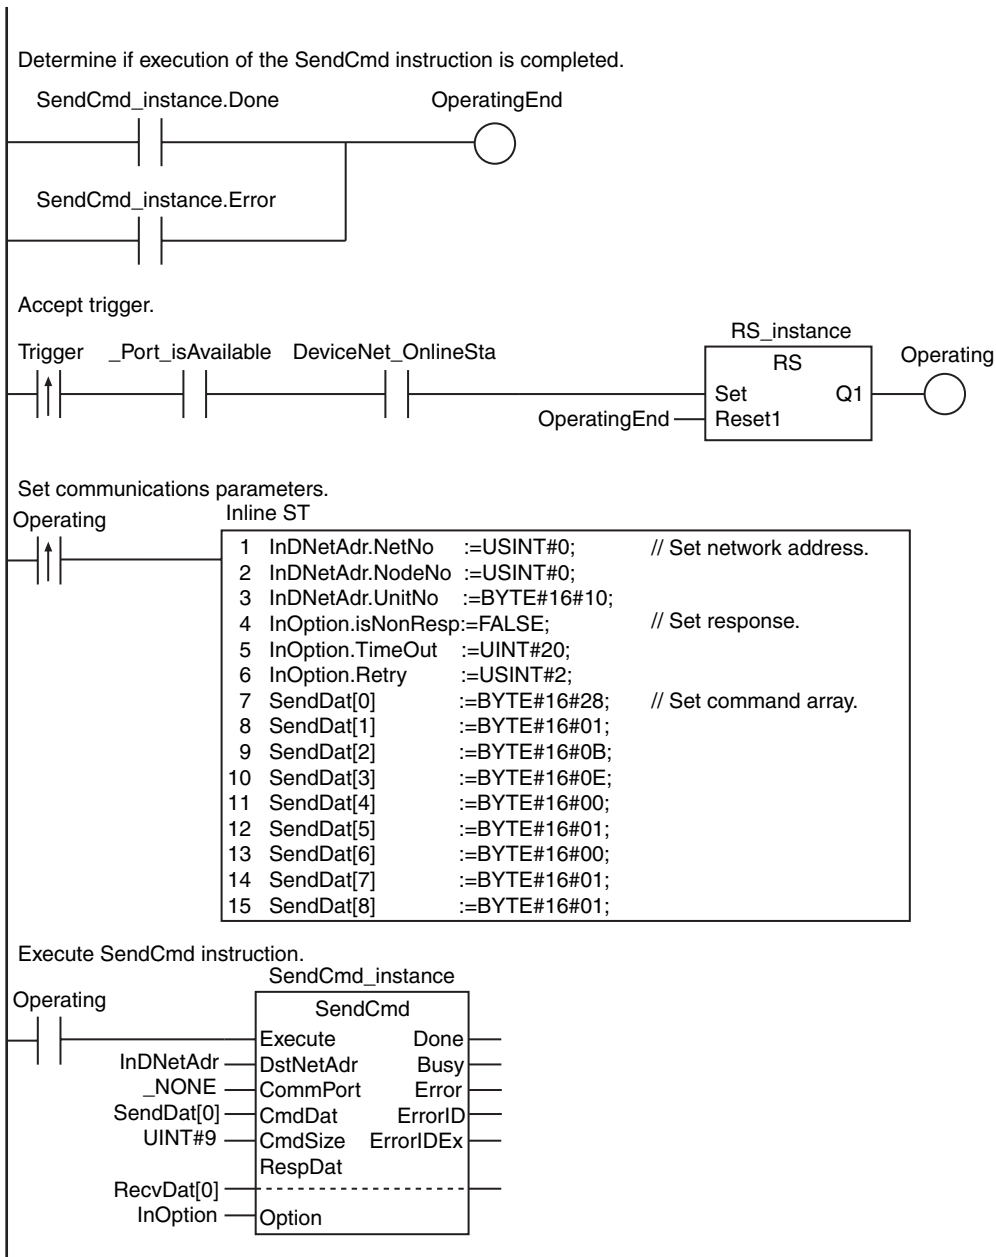 Determine if execution of the SendCmd instruction is completed.
SendCmd_instance.Done OperatingEnd
SendCmd_instance.Error
Accept trigger.
RS_instance
Trigger _Port_isAvailable DeviceNet_OnlineSta RS Operating
Set Q1
OperatingEnd Reset1
Set communications parameters.
Operating Inline ST
1 InDNetAdr.NetNo :=USINT#0; // Set network address.
2 InDNetAdr.NodeNo :=USINT#0;
3 InDNetAdr.UnitNo :=BYTE#16#10;
4 InOption.isNonResp:=FALSE; // Set response.
5 InOption.TimeOut :=UINT#20;
6 InOption.Retry :=USINT#2;
7 SendDat[0] :=BYTE#16#28; // Set command array.
8 SendDat[1] :=BYTE#16#01;
9 SendDat[2] :=BYTE#16#0B;
10 SendDat[3] :=BYTE#16#0E;
11 SendDat[4] :=BYTE#16#00;
12 SendDat[5] :=BYTE#16#01;
13 SendDat[6] :=BYTE#16#00;
14 SendDat[7] :=BYTE#16#01;
15 SendDat[8] :=BYTE#16#01;
Execute SendCmd instruction.
SendCmd_instance
Operating SendCmd
Execute Done
InDNetAdr DstNetAdr Busy
_NONE CommPort Error
SendDat[0] CmdDat ErrorID
UINT#9 CmdSize ErrorIDEx
RespDat
RecvDat[0]
InOption Option